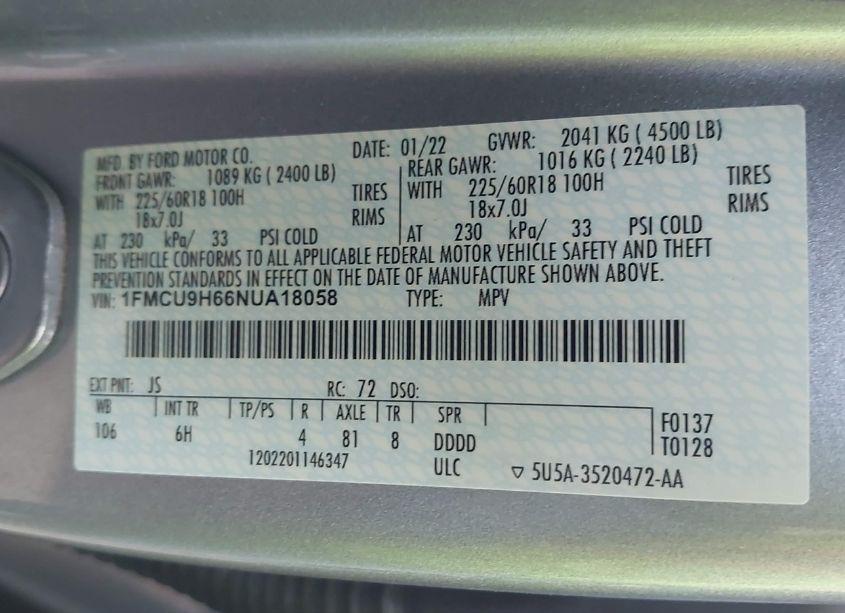 MFD. BY FORD MOTOR CO. DATE: 01/22 GVWR: 2041 KG ( 4500 LB)
FRONT GAWR: 1089 KG ( 2400 LB) REAR GAWR: 1016 KG ( 2240 LB)
WITH 225/60R18 100H TIRES WITH 225/60R18 100H TIRES
18x7.0J RIMS 18x7.0J RIMS
AT 230 kPa/ 33 PSI COLD AT 230 kPa/ 33 PSI COLD
THIS VEHICLE CONFORMS TO ALL APPLICABLE FEDERAL MOTOR VEHICLE SAFETY AND THEFT
PREVENTION STANDARDS IN EFFECT ON THE DATE OF MANUFACTURE SHOWN ABOVE.
VIN: 1FMCU9H66NUA18058 TYPE: MPV
EXT PNT: JS RC: 72 DSO:
WB INT TR TP/PS R AXLE TR SPR F0137
106 6H 4 81 8 DDDD T0128
1202201146347 ULC ▽ 5U5A-3520472-AA